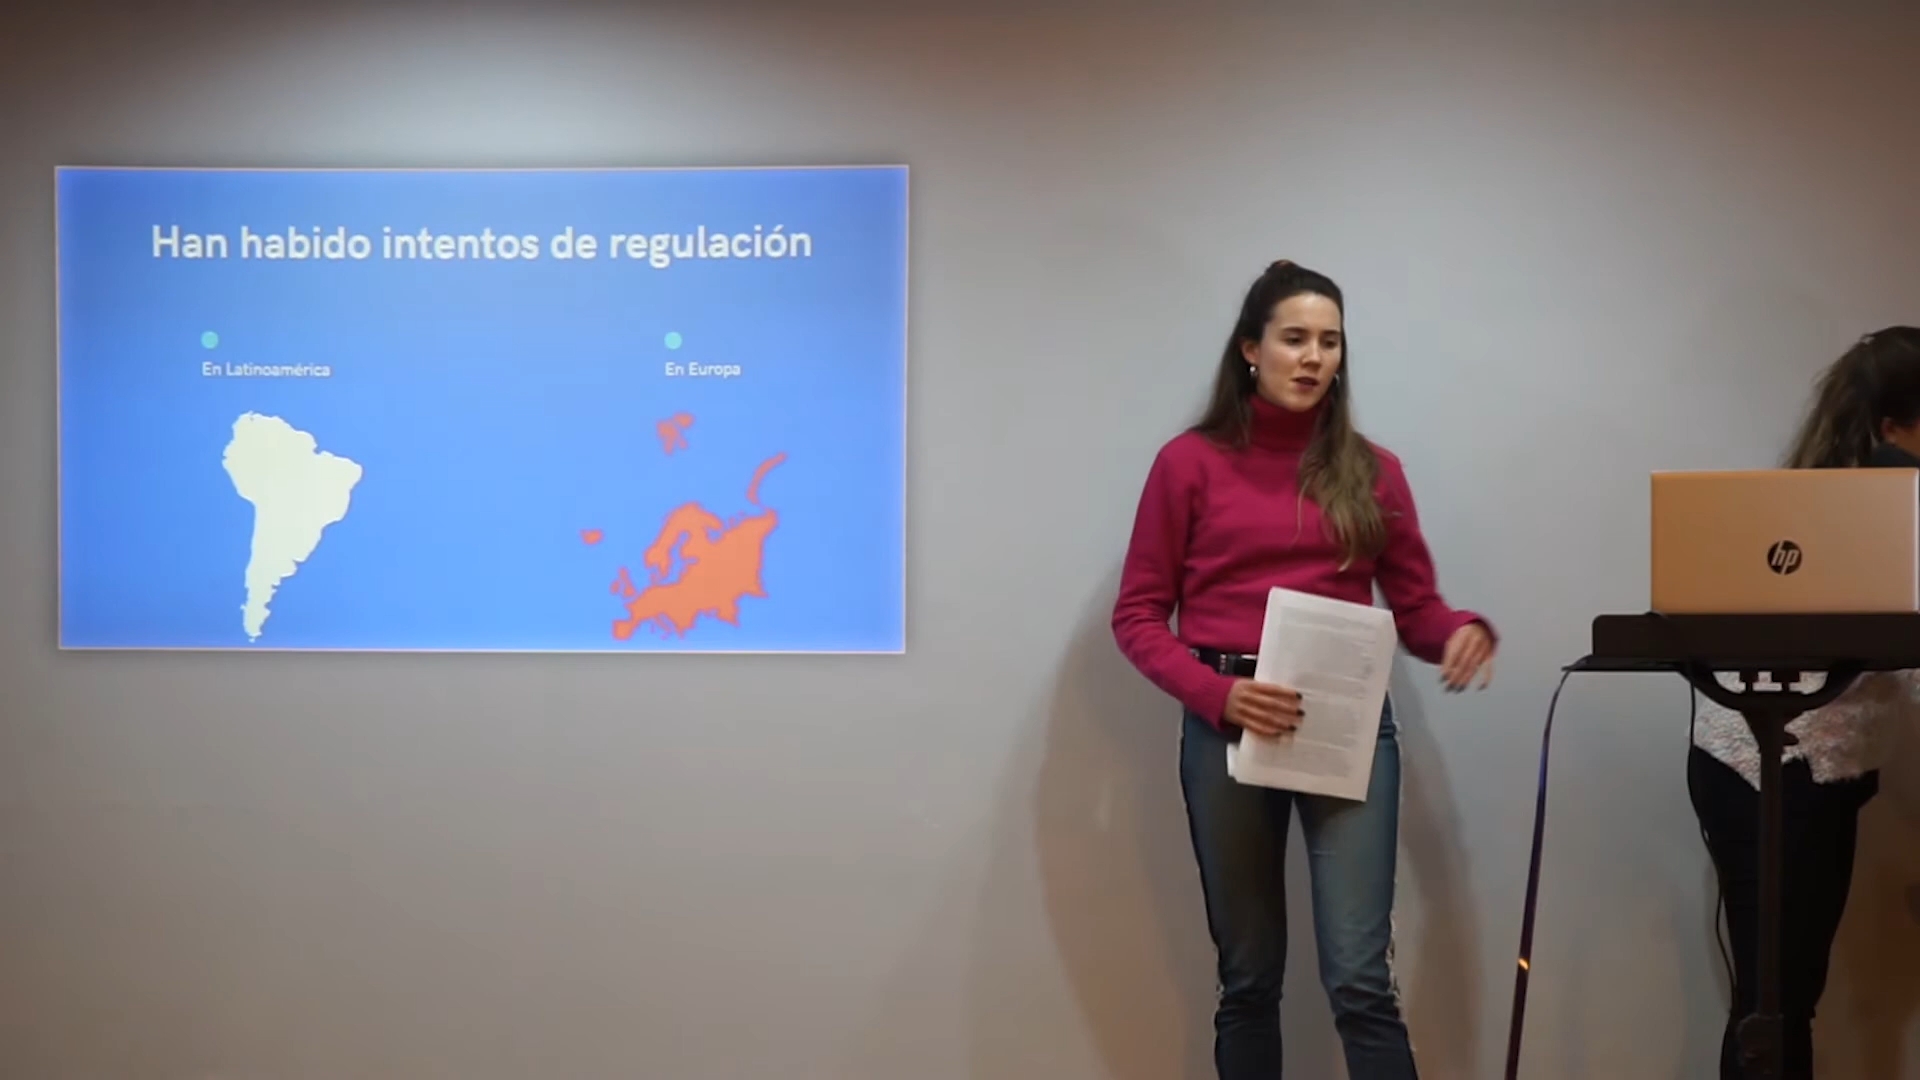 Han habido intentos de regulación
En Latinoamérica
En Europa
hp